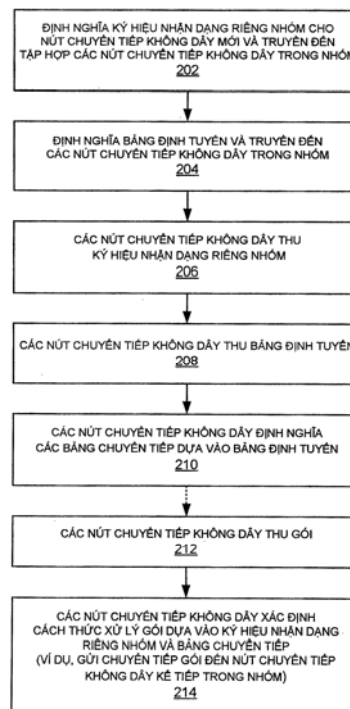 ĐỊNH NGHĨA KÝ HIỆU NHẬN DẠNG RIÊNG NHÓM CHO
NÚT CHUYỂN TIẾP KHÔNG DÂY MỚI VÀ TRUYỀN ĐẾN
TẬP HỢP CÁC NÚT CHUYỂN TIẾP KHÔNG DÂY TRONG NHÓM
202
ĐỊNH NGHĨA BẢNG ĐỊNH TUYẾN VÀ TRUYỀN ĐẾN
CÁC NÚT CHUYỂN TIẾP KHÔNG DÂY TRONG NHÓM
204
CÁC NÚT CHUYỂN TIẾP KHÔNG DÂY THU
KÝ HIỆU NHẬN DẠNG RIÊNG NHÓM
206
CÁC NÚT CHUYỂN TIẾP KHÔNG DÂY THU BẢNG ĐỊNH TUYẾN
208
CÁC NÚT CHUYỂN TIẾP KHÔNG DÂY ĐỊNH NGHĨA
CÁC BẢNG CHUYỂN TIẾP DỰA VÀO BẢNG ĐỊNH TUYẾN
210
CÁC NÚT CHUYỂN TIẾP KHÔNG DÂY THU GÓI
212
CÁC NÚT CHUYỂN TIẾP KHÔNG DÂY XÁC ĐỊNH
CÁCH THỨC XỬ LÝ GÓI DỰA VÀO KÝ HIỆU NHẬN DẠNG
RIÊNG NHÓM VÀ BẢNG CHUYỂN TIẾP
(VÍ DỤ, GỬI CHUYỂN TIẾP GÓI ĐẾN NÚT CHUYỂN TIẾP
KHÔNG DÂY KẾ TIẾP TRONG NHÓM)
214